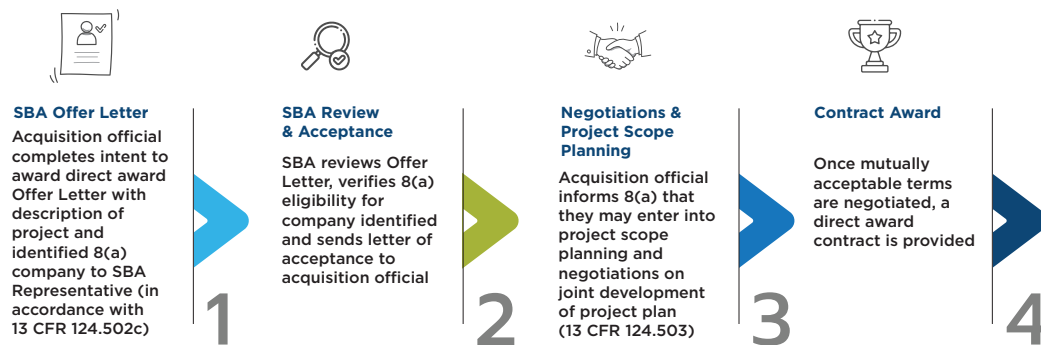 SBA Offer Letter
Acquisition official
completes intent to
award direct award
Offer Letter with
description of
project and
identified 8(a)
company to SBA
Representative (in
accordance with
13 CFR 124.502c)
1
SBA Review
& Acceptance
SBA reviews Offer
Letter, verifies 8(a)
eligibility for
company identified
and sends letter of
acceptance to
acquisition official
2
Negotiations &
Project Scope
Planning
Acquisition official
informs 8(a) that
they may enter into
project scope
planning and
negotiations on
joint development
of project plan
(13 CFR 124.503)
3
Contract Award
Once mutually
acceptable terms
are negotiated, a
direct award
contract is provided
4